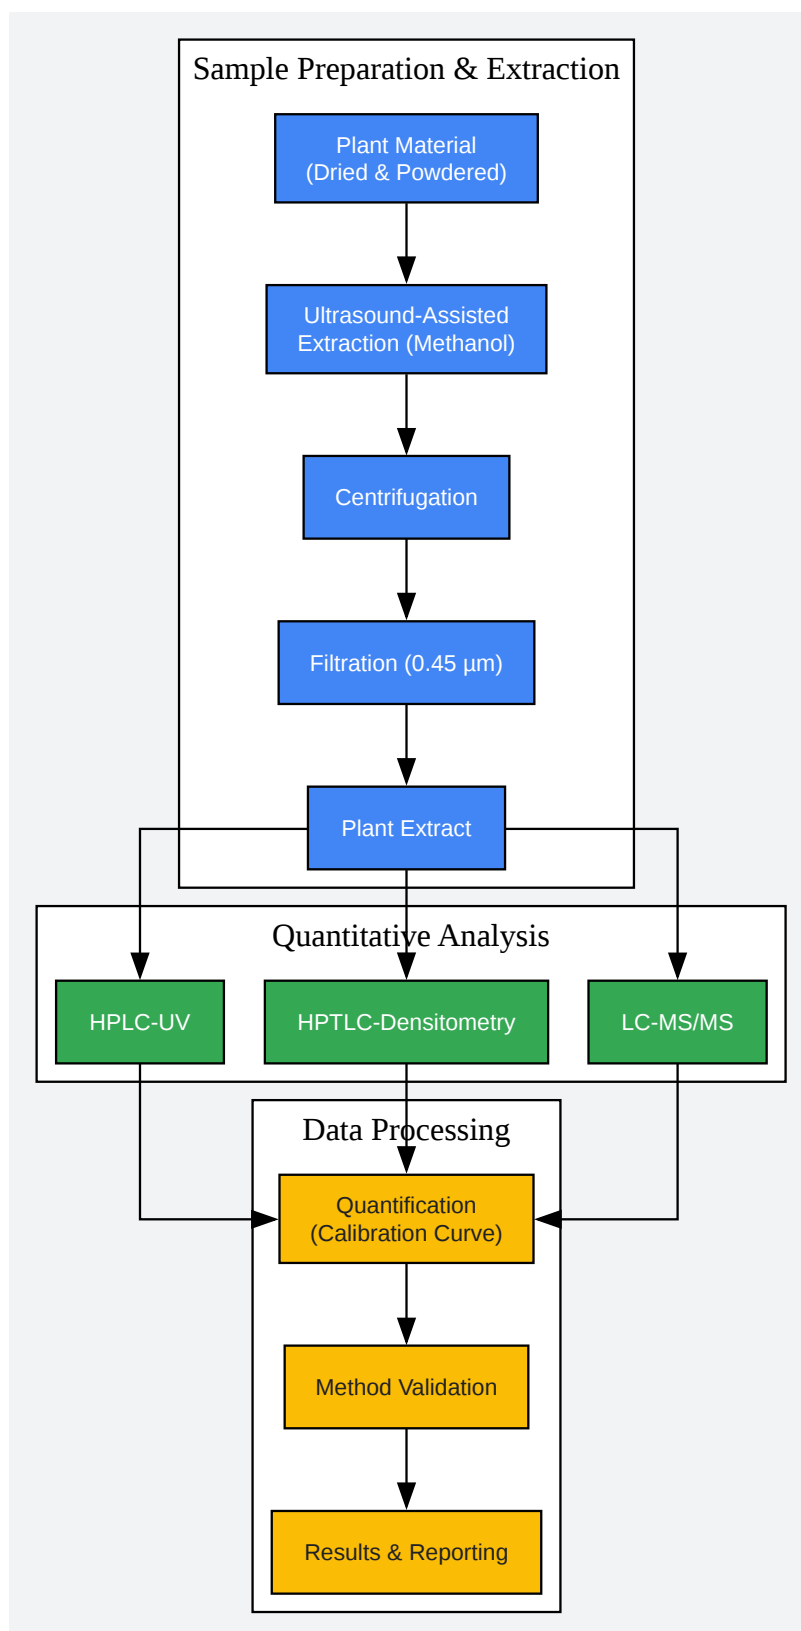 Sample Preparation & Extraction
Plant Material
(Dried & Powdered)
Ultrasound-Assisted
Extraction (Methanol)
Centrifugation
Filtration (0.45 µm)
Plant Extract
Quantitative Analysis
HPLC-UV
HPTLC-Densitometry
LC-MS/MS
Data Processing
Quantification
(Calibration Curve)
Method Validation
Results & Reporting